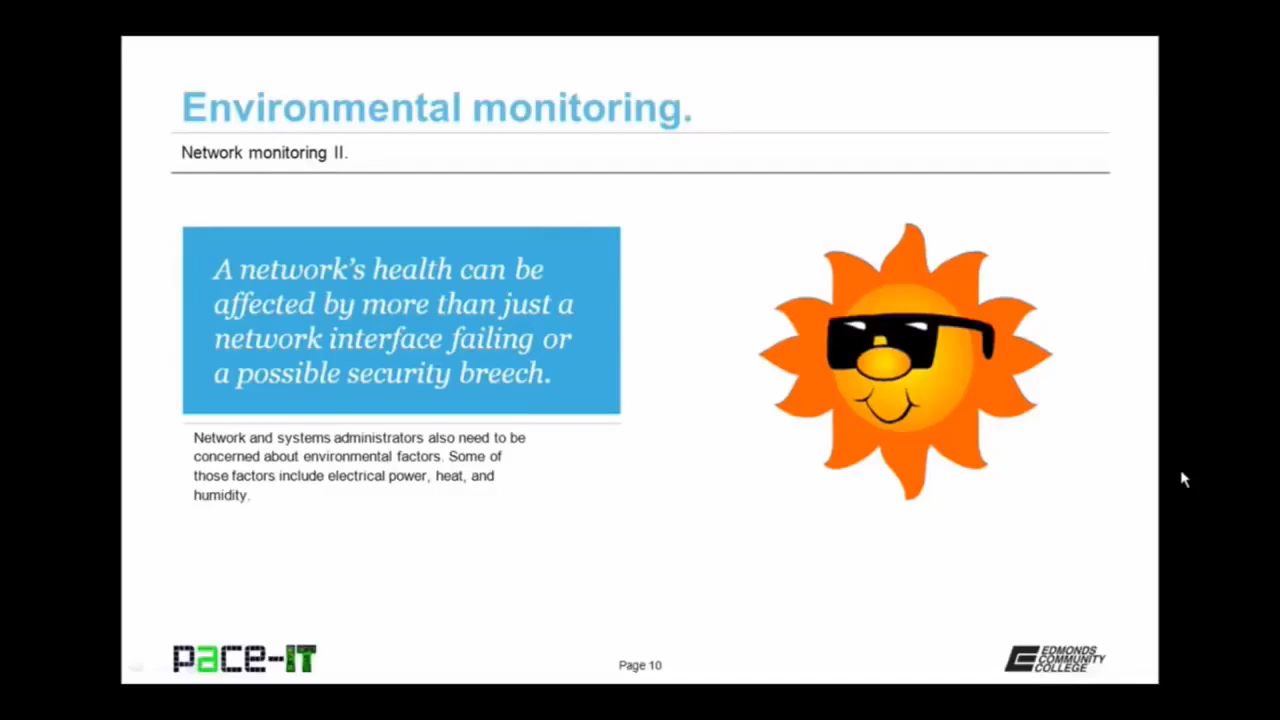 Environmental monitoring.
Network monitoring II.
A network’s health can be
affected by more than just a
network interface failing or
a possible security breech.
Network and systems administrators also need to be
concerned about environmental factors. Some of
those factors include electrical power, heat, and
humidity.
pace-IT
Page 10
EDMONDS
COMMUNITY
COLLEGE